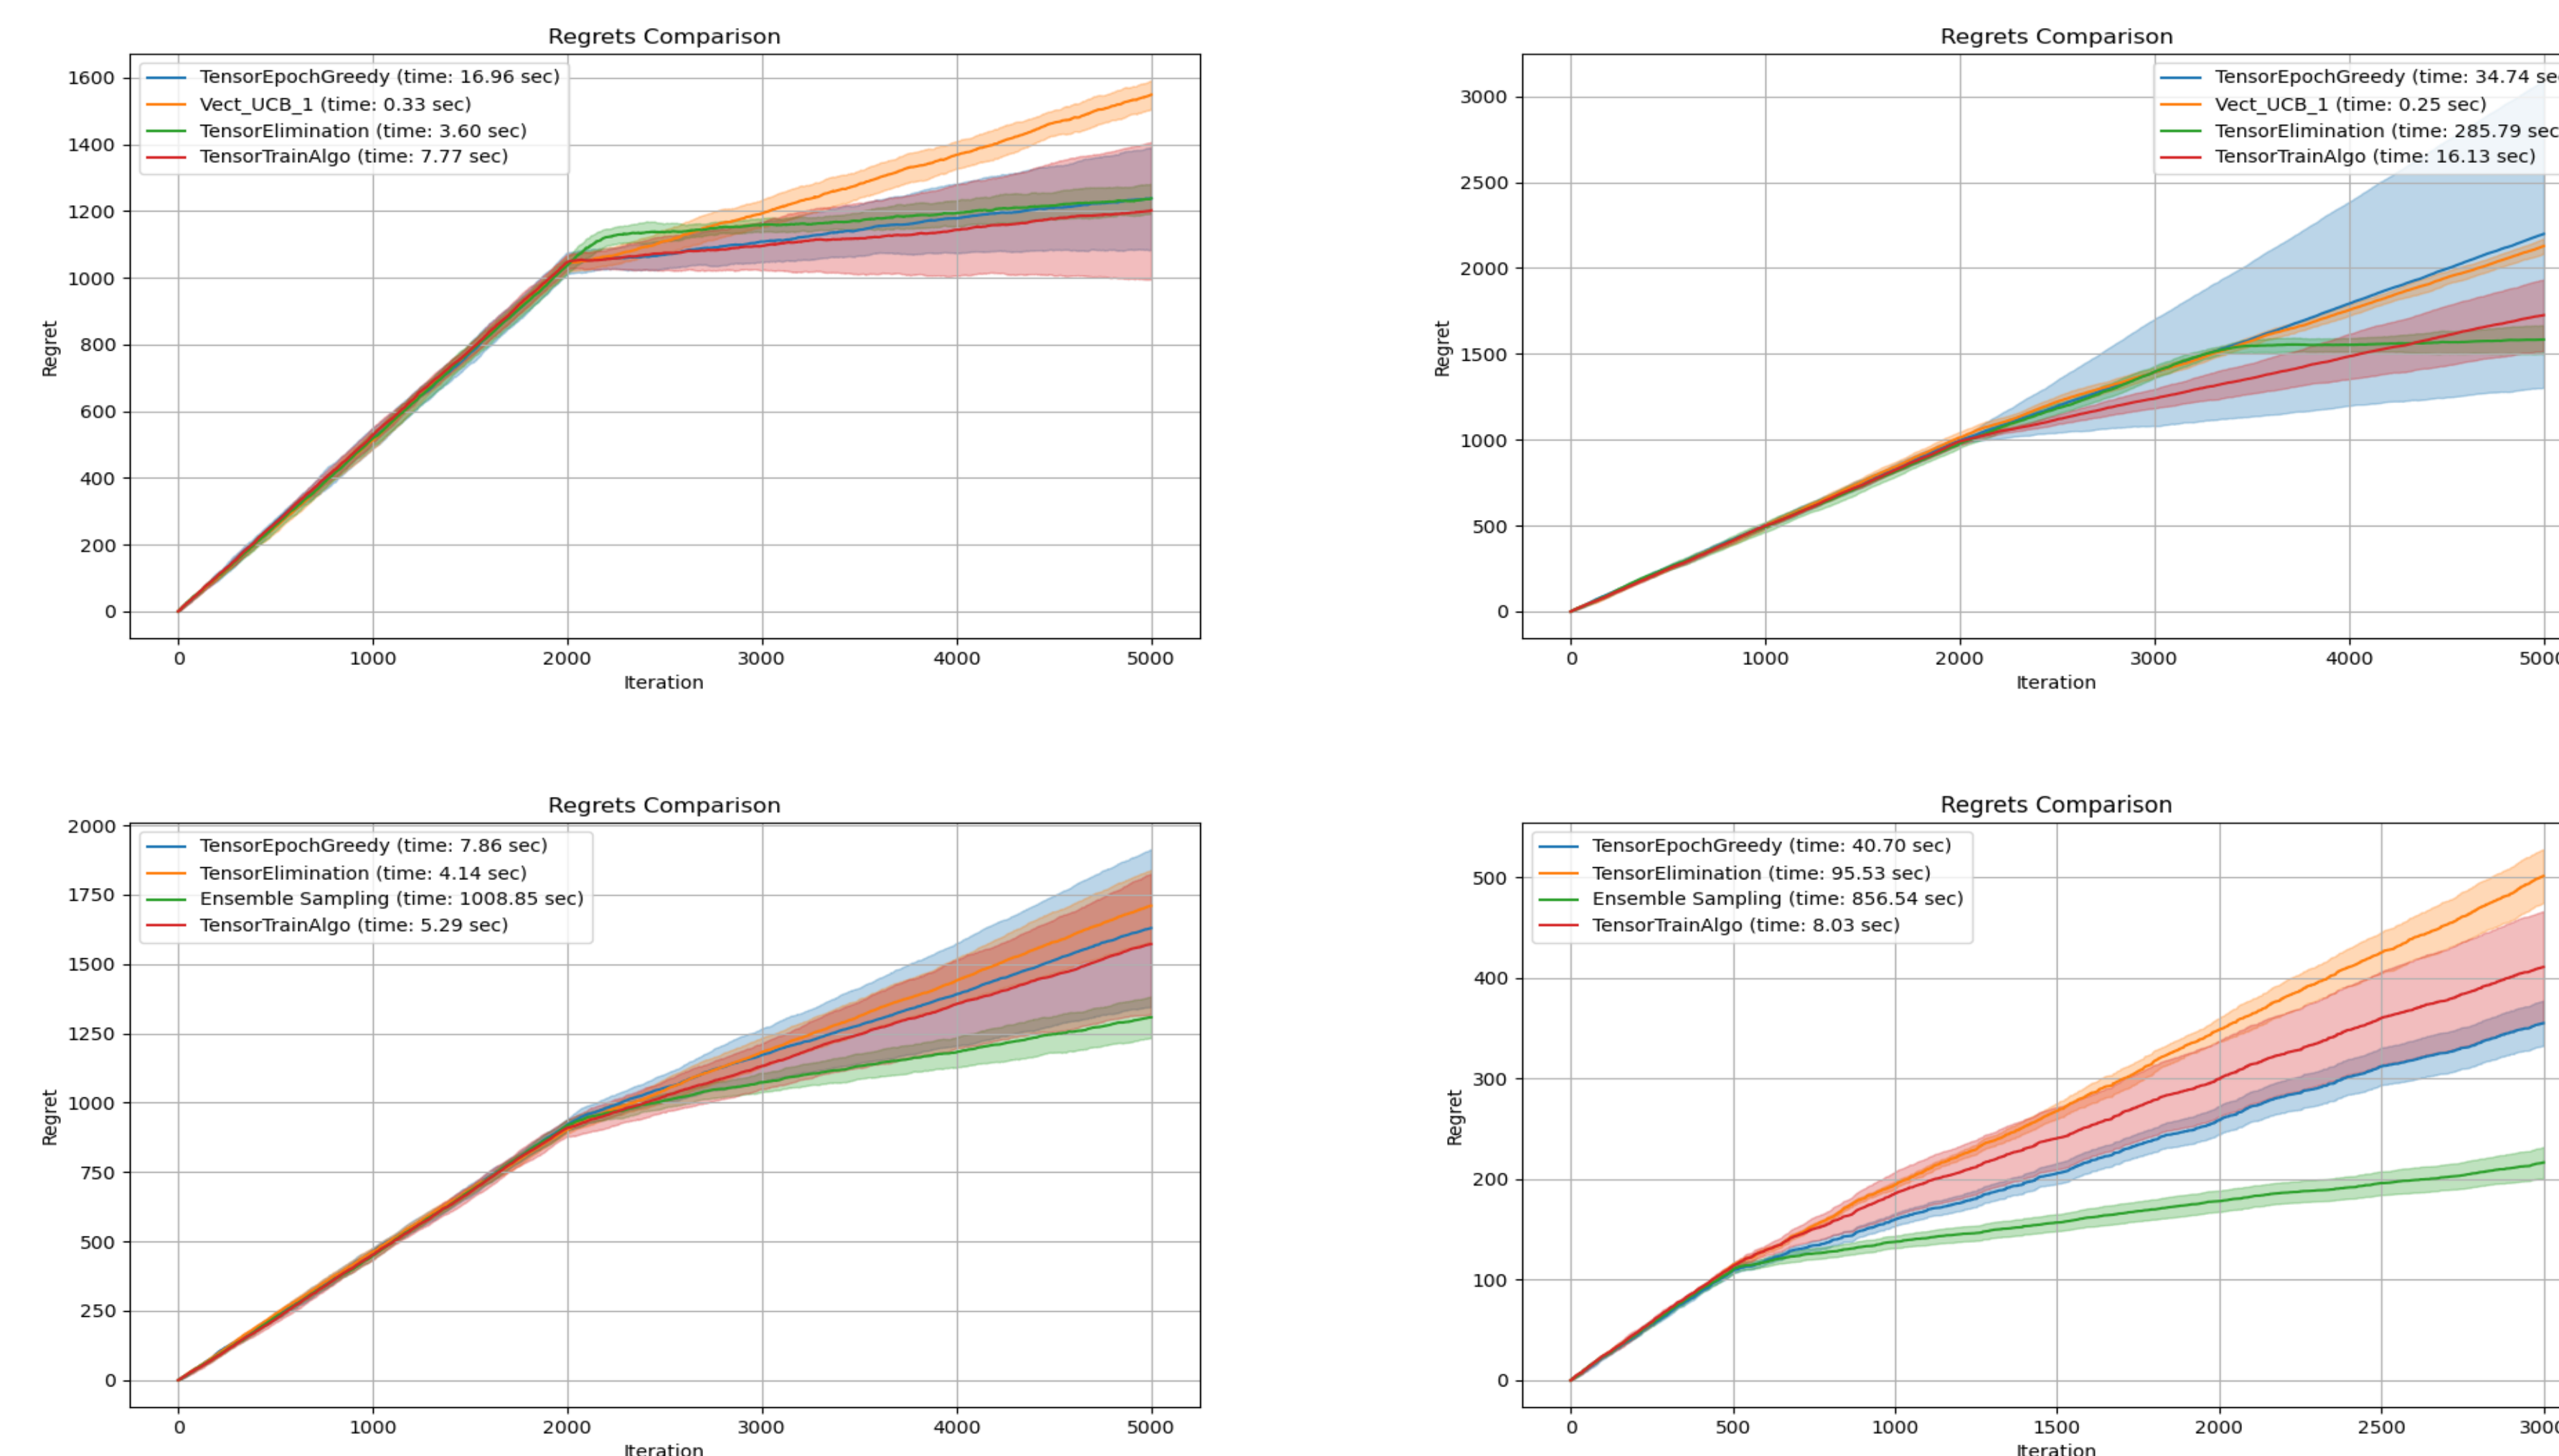 Regrets Comparison
TensorEpochGreedy (time: 16.96 sec)
Vect_UCB_1 (time: 0.33 sec)
TensorElimination (time: 3.60 sec)
TensorTrainAlgo (time: 7.77 sec)
1600
1400
1200
1000
800
600
400
200
0
Regret
0 1000 2000 3000 4000 5000
Iteration
Regrets Comparison
TensorEpochGreedy (time: 34.74 se
Vect_UCB_1 (time: 0.25 sec)
TensorElimination (time: 285.79 sec
TensorTrainAlgo (time: 16.13 sec)
3000
2500
2000
1500
1000
500
0
Regret
0 1000 2000 3000 4000 5000
Iteration
Regrets Comparison
TensorEpochGreedy (time: 7.86 sec)
TensorElimination (time: 4.14 sec)
Ensemble Sampling (time: 1008.85 sec)
TensorTrainAlgo (time: 5.29 sec)
2000
1750
1500
1250
1000
750
500
250
0
Regret
0 1000 2000 3000 4000 5000
Iteration
Regrets Comparison
TensorEpochGreedy (time: 40.70 sec)
TensorElimination (time: 95.53 sec)
Ensemble Sampling (time: 856.54 sec)
TensorTrainAlgo (time: 8.03 sec)
500
400
300
200
100
0
Regret
0 500 1000 1500 2000 2500 3000
Iteration